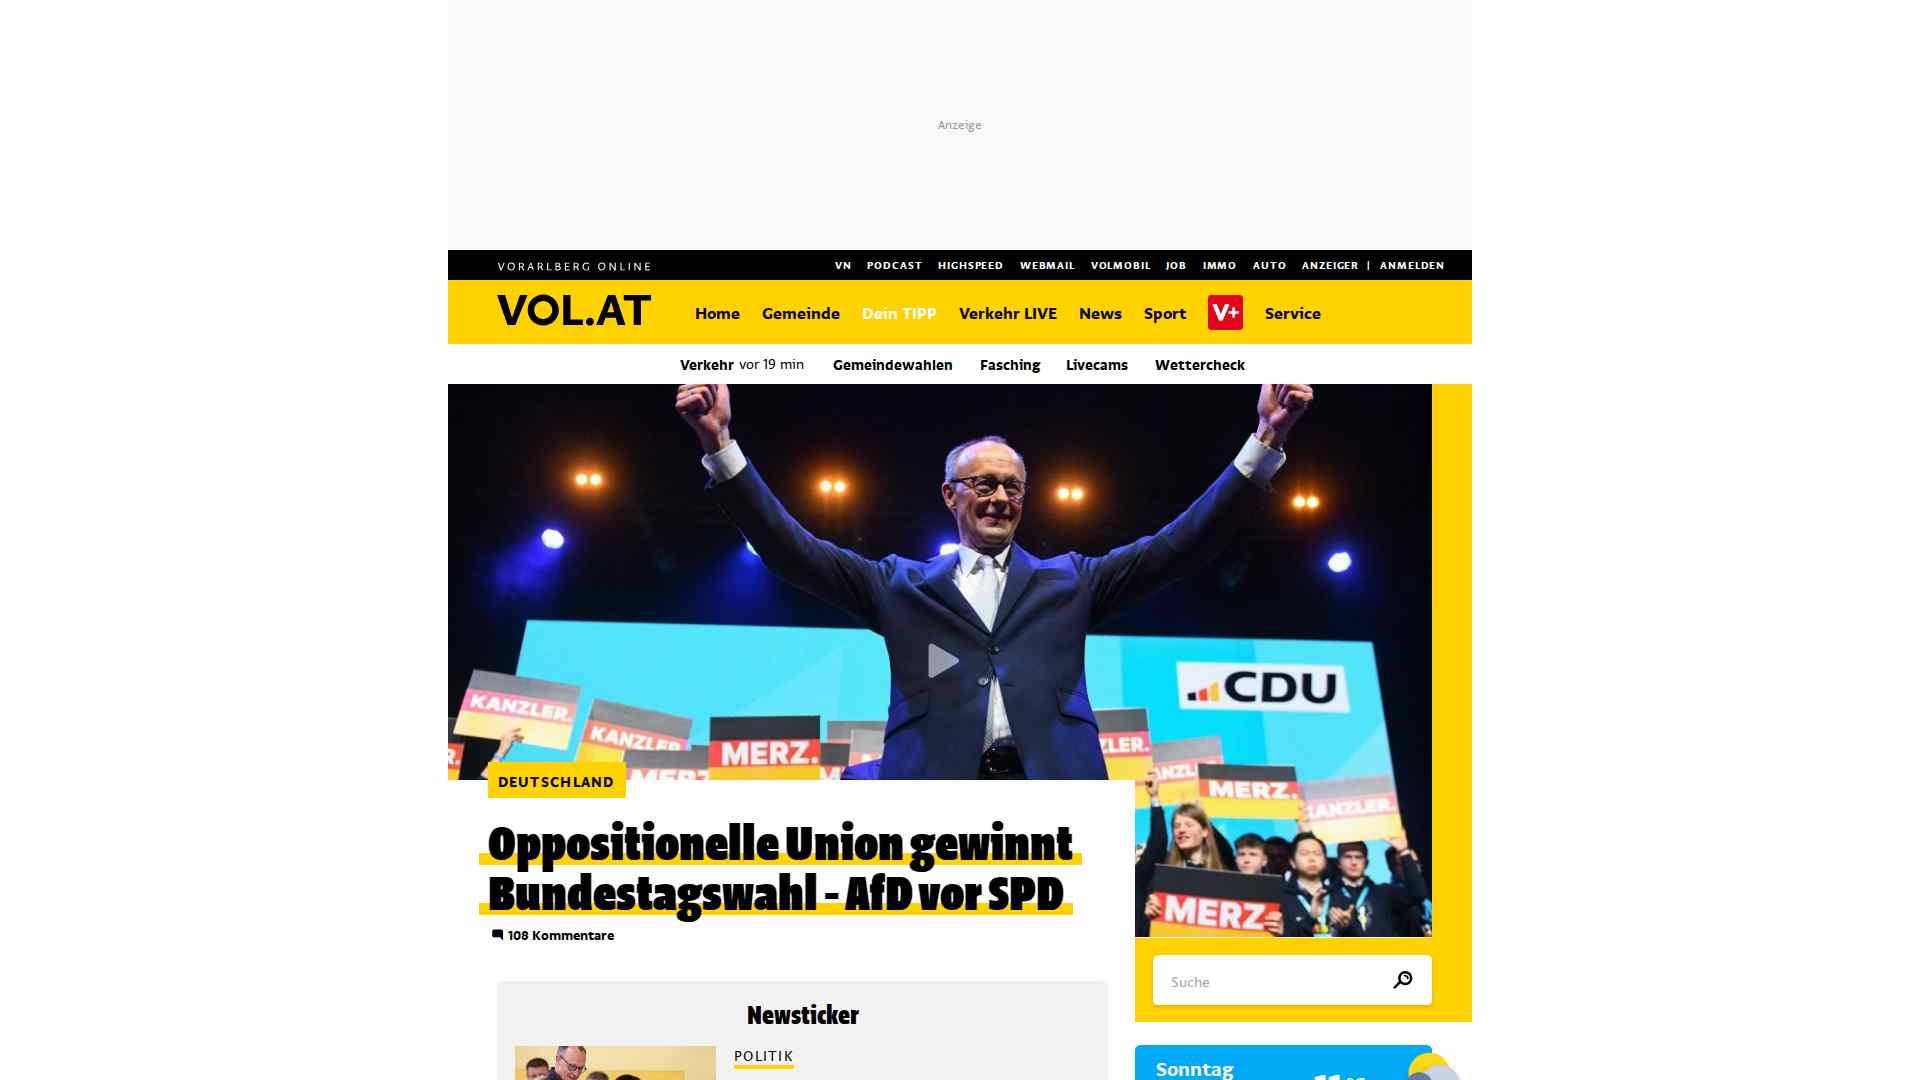 Anzeige
VORARLBERG ONLINE
VN PODCAST HIGHSPEED WEBMAIL VOLMOBIL JOB IMMO AUTO ANZEIGER | ANMELDEN
VOL.AT
Home Gemeinde Dein TIPP Verkehr LIVE News Sport V+ Service
Verkehr vor 19 min Gemeindewahlen Fasching Livecams Wettercheck
CDU
KANZLER.
KANZLER.
MERZ.
MERZ.
KANZLER.
MERZ.
DEUTSCHLAND
Oppositionelle Union gewinnt
Bundestagswahl - AfD vor SPD
108 Kommentare
Suche
Newsticker
POLITIK
Sonntag